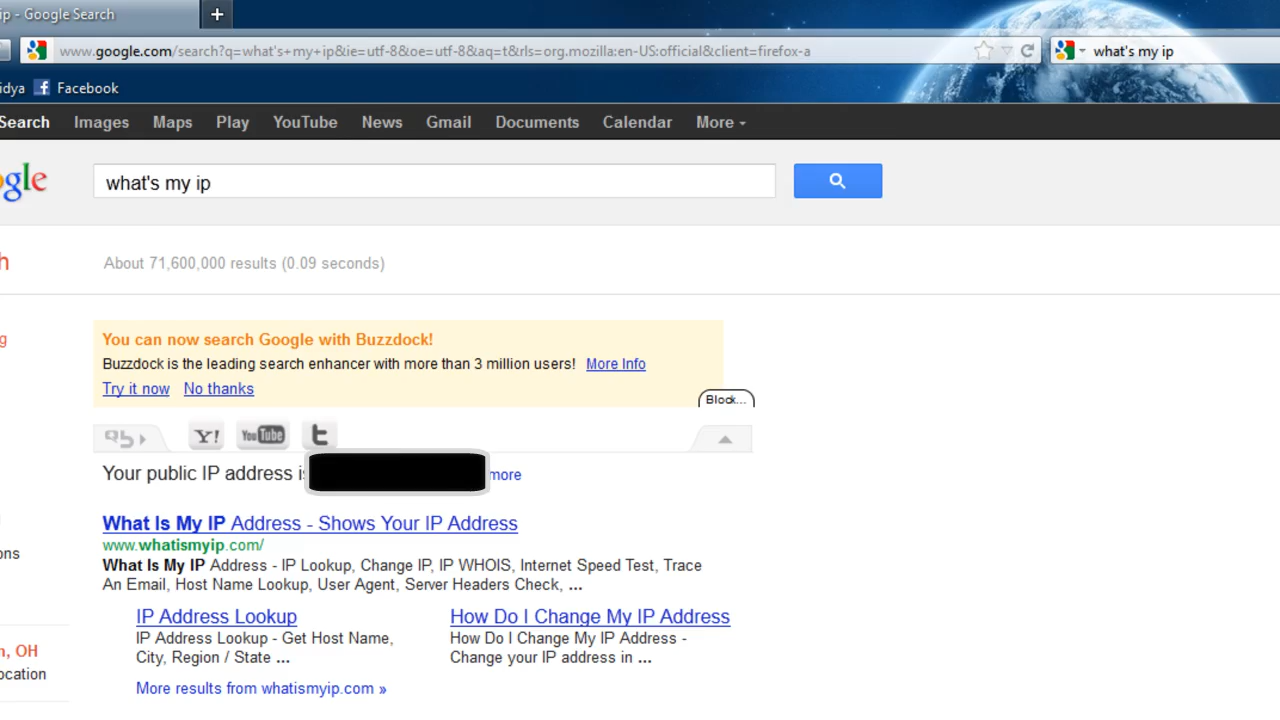 ip - Google Search
+
www.google.com/search?q=what's+my+ip&ie=utf-8&oe=utf-8&aq=t&rls=org.mozilla:en-US:official&client=firefox-a
what's my ip
idya Facebook
Search Images Maps Play YouTube News Gmail Documents Calendar More
ogle
what's my ip
h
About 71,600,000 results (0.09 seconds)
g
You can now search Google with Buzzdock!
Buzzdock is the leading search enhancer with more than 3 million users! More Info
Try it now No thanks
Block...
Y! YouTube t
Your public IP address is more
What Is My IP Address - Shows Your IP Address
www.whatismyip.com/
ons
What Is My IP Address - IP Lookup, Change IP, IP WHOIS, Internet Speed Test, Trace
An Email, Host Name Lookup, User Agent, Server Headers Check, ...
IP Address Lookup
IP Address Lookup - Get Host Name,
City, Region / State ...
How Do I Change My IP Address
How Do I Change My IP Address -
Change your IP address in ...
n, OH
ocation
More results from whatismyip.com »